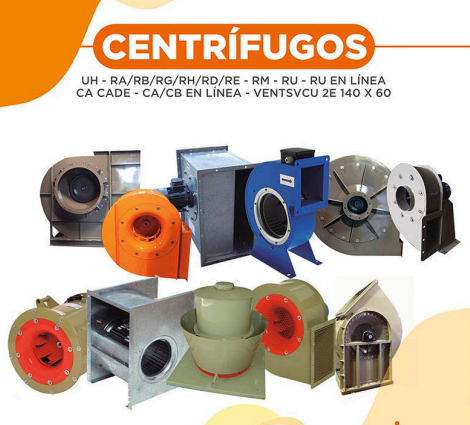 CENTRÍFUGOS
UH - RA/RB/RG/RH/RD/RE - RM - RU - RU EN LÍNEA
CA CADE - CA/CB EN LÍNEA - VENTSVCU 2E 140 X 60